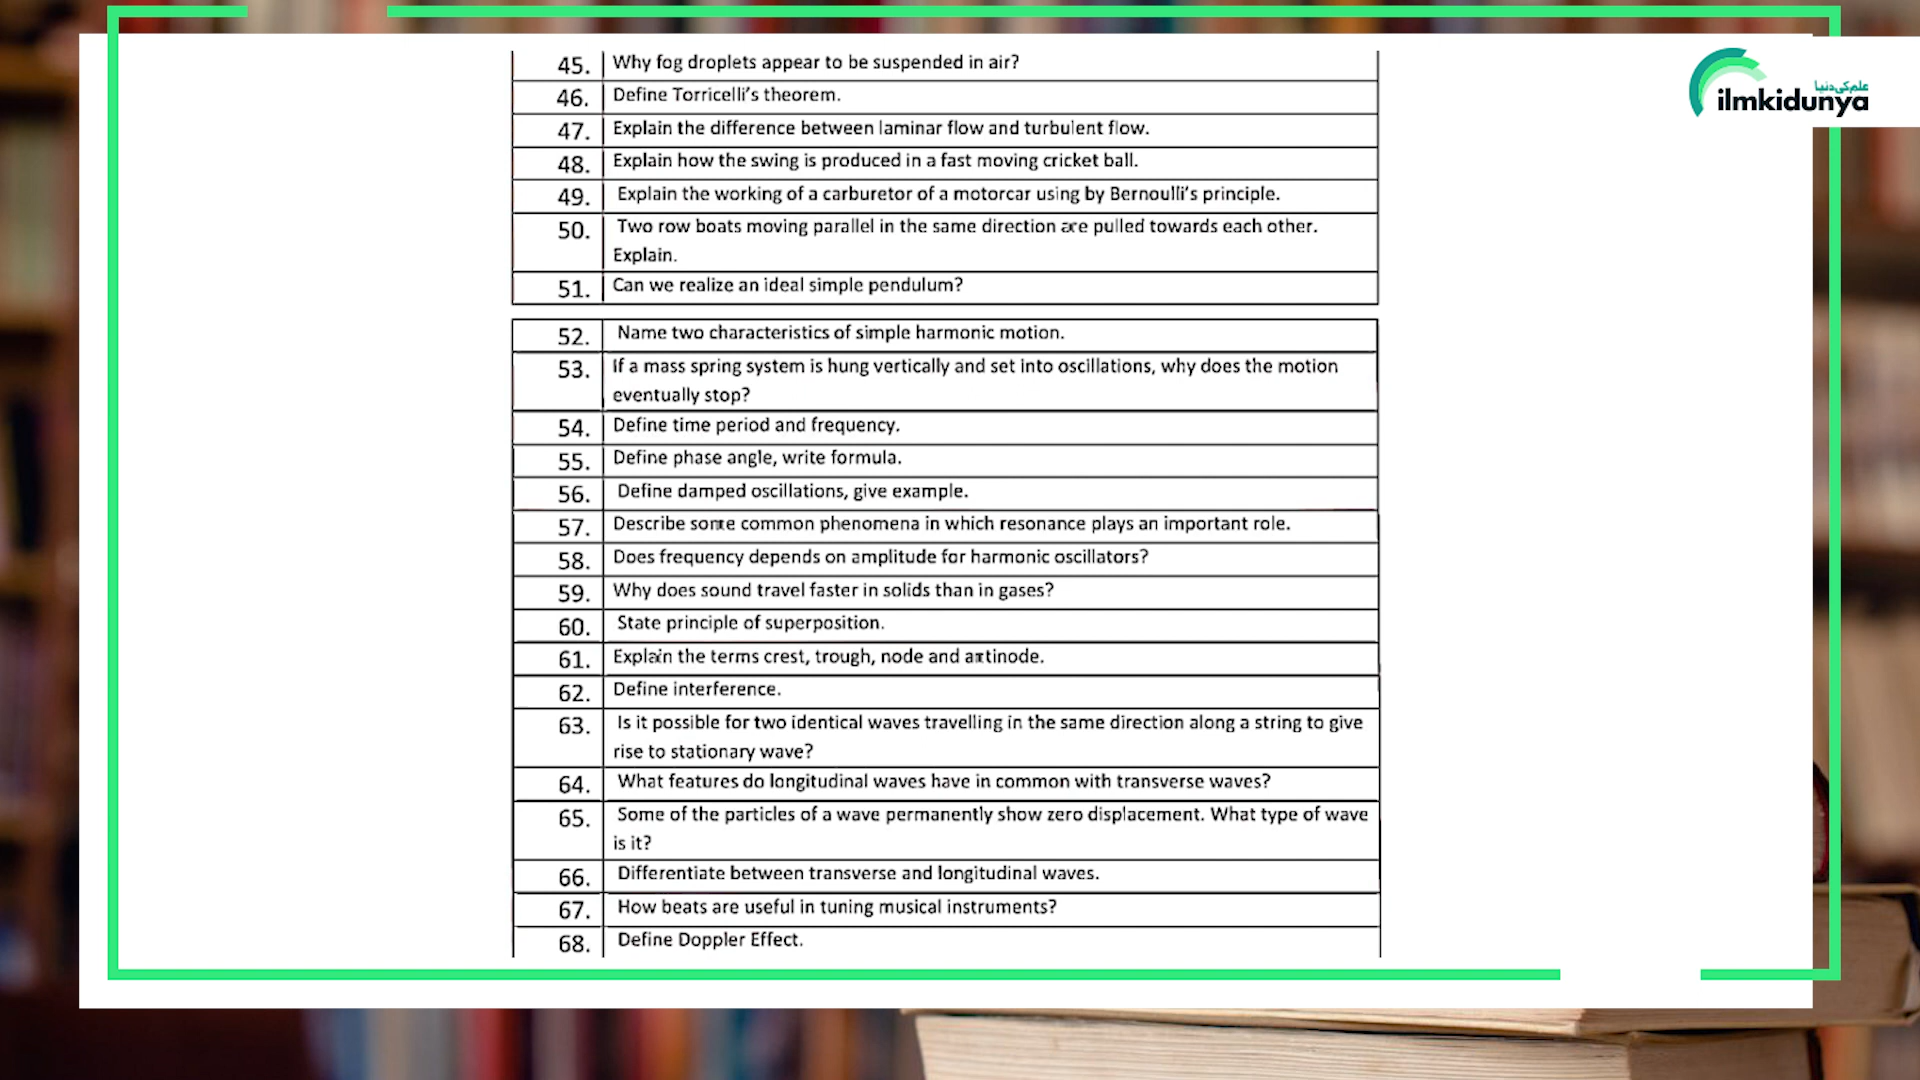 علم کی دنیا
ilmkidunya
45. Why fog droplets appear to be suspended in air?
46. Define Torricelli's theorem.
47. Explain the difference between laminar flow and turbulent flow.
48. Explain how the swing is produced in a fast moving cricket ball.
49. Explain the working of a carburetor of a motorcar using by Bernoulli's principle.
50. Two row boats moving parallel in the same direction are pulled towards each other.
Explain.
51. Can we realize an ideal simple pendulum?
52. Name two characteristics of simple harmonic motion.
53. If a mass spring system is hung vertically and set into oscillations, why does the motion
eventually stop?
54. Define time period and frequency.
55. Define phase angle, write formula.
56. Define damped oscillations, give example.
57. Describe some common phenomena in which resonance plays an important role.
58. Does frequency depends on amplitude for harmonic oscillators?
59. Why does sound travel faster in solids than in gases?
60. State principle of superposition.
61. Explain the terms crest, trough, node and antinode.
62. Define interference.
63. Is it possible for two identical waves travelling in the same direction along a string to give
rise to stationary wave?
64. What features do longitudinal waves have in common with transverse waves?
65. Some of the particles of a wave permanently show zero displacement. What type of wave
is it?
66. Differentiate between transverse and longitudinal waves.
67. How beats are useful in tuning musical instruments?
68. Define Doppler Effect.